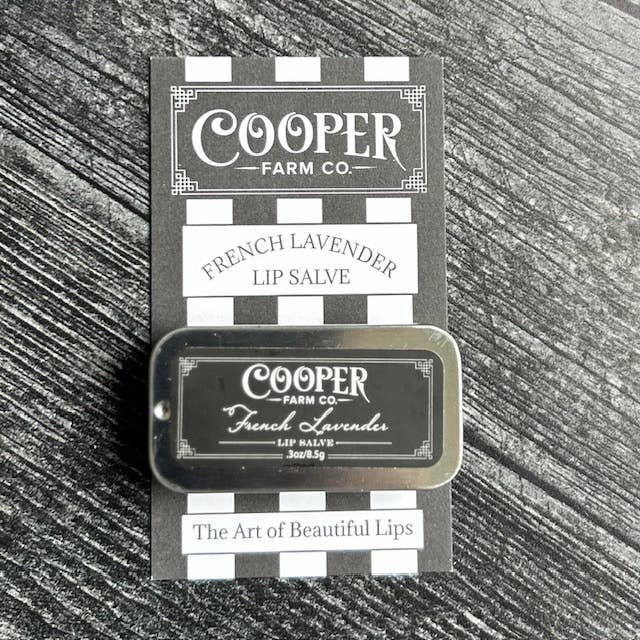 COOPER
FARM CO.
FRENCH LAVENDER
LIP SALVE
COOPER
FARM CO.
French Lavender
LIP SALVE
.3oz/8.5g
The Art of Beautiful Lips